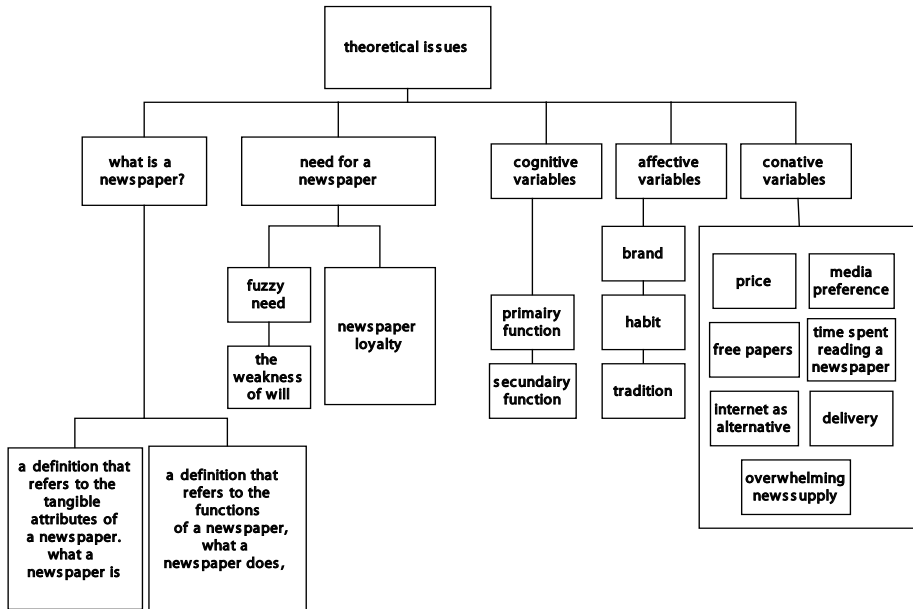 theoretical issues
what is a
newspaper?
need for a
newspaper
cognitive
variables
affective
variables
conative
variables
fuzzy
need
the
weakness
of will
newspaper
loyalty
primairy
function
secundairy
function
brand
habit
tradition
price
media
preference
free papers
time spent
reading a
newspaper
internet as
alternative
delivery
overwhelming
newssupply
a definition that
refers to the
tangible
attributes of
a newspaper.
what a
newspaper is
a definition that
refers to the
functions
of a newspaper,
what a
newspaper does,